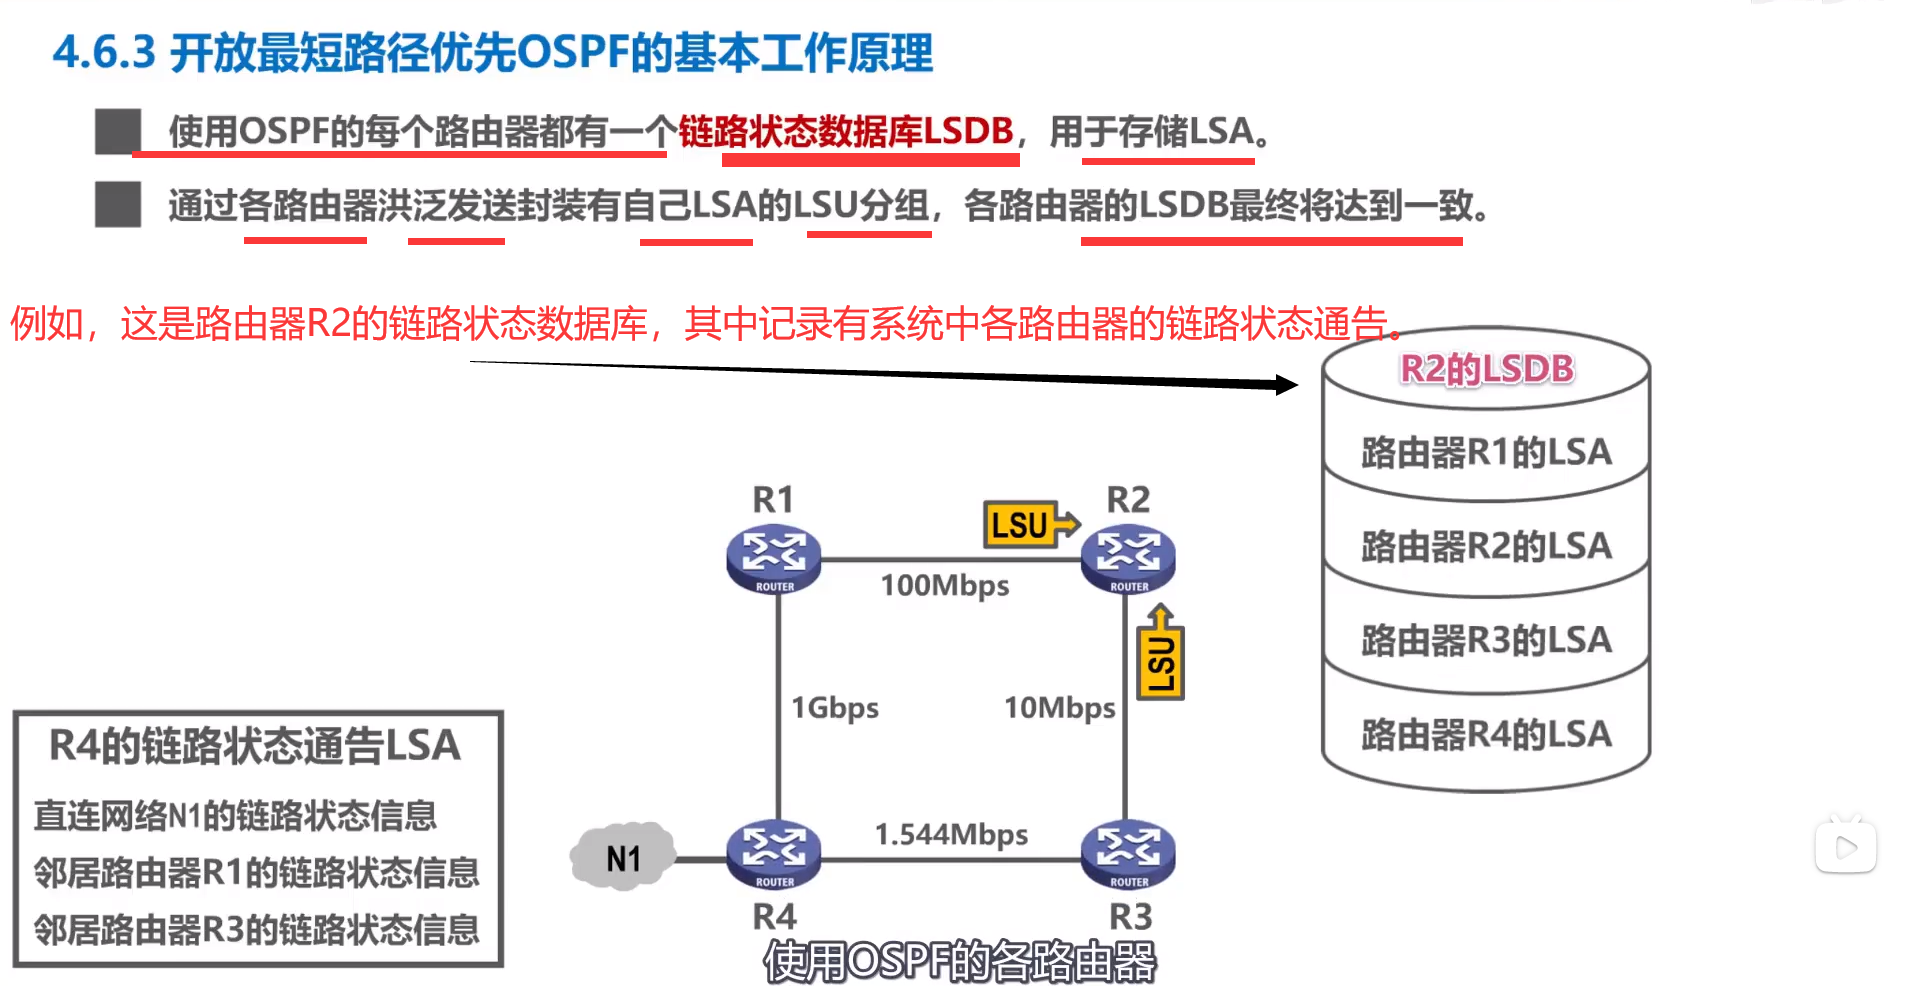 4.6.3 开放最短路径优先OSPF的基本工作原理
使用OSPF的每个路由器都有一个链路状态数据库LSDB，用于存储LSA。
通过各路由器洪泛发送封装有自己LSA的LSU分组，各路由器的LSDB最终将达到一致。
例如，这是路由器R2的链路状态数据库，其中记录有系统中各路由器的链路状态通告。
R2的LSDB
路由器R1的LSA
路由器R2的LSA
路由器R3的LSA
路由器R4的LSA
R1
LSU
R2
ROUTER
100Mbps
ROUTER
LSU
1Gbps
10Mbps
R4的链路状态通告LSA
直连网络N1的链路状态信息
邻居路由器R1的链路状态信息
邻居路由器R3的链路状态信息
N1
1.544Mbps
ROUTER
ROUTER
R4
R3
使用OSPF的各路由器